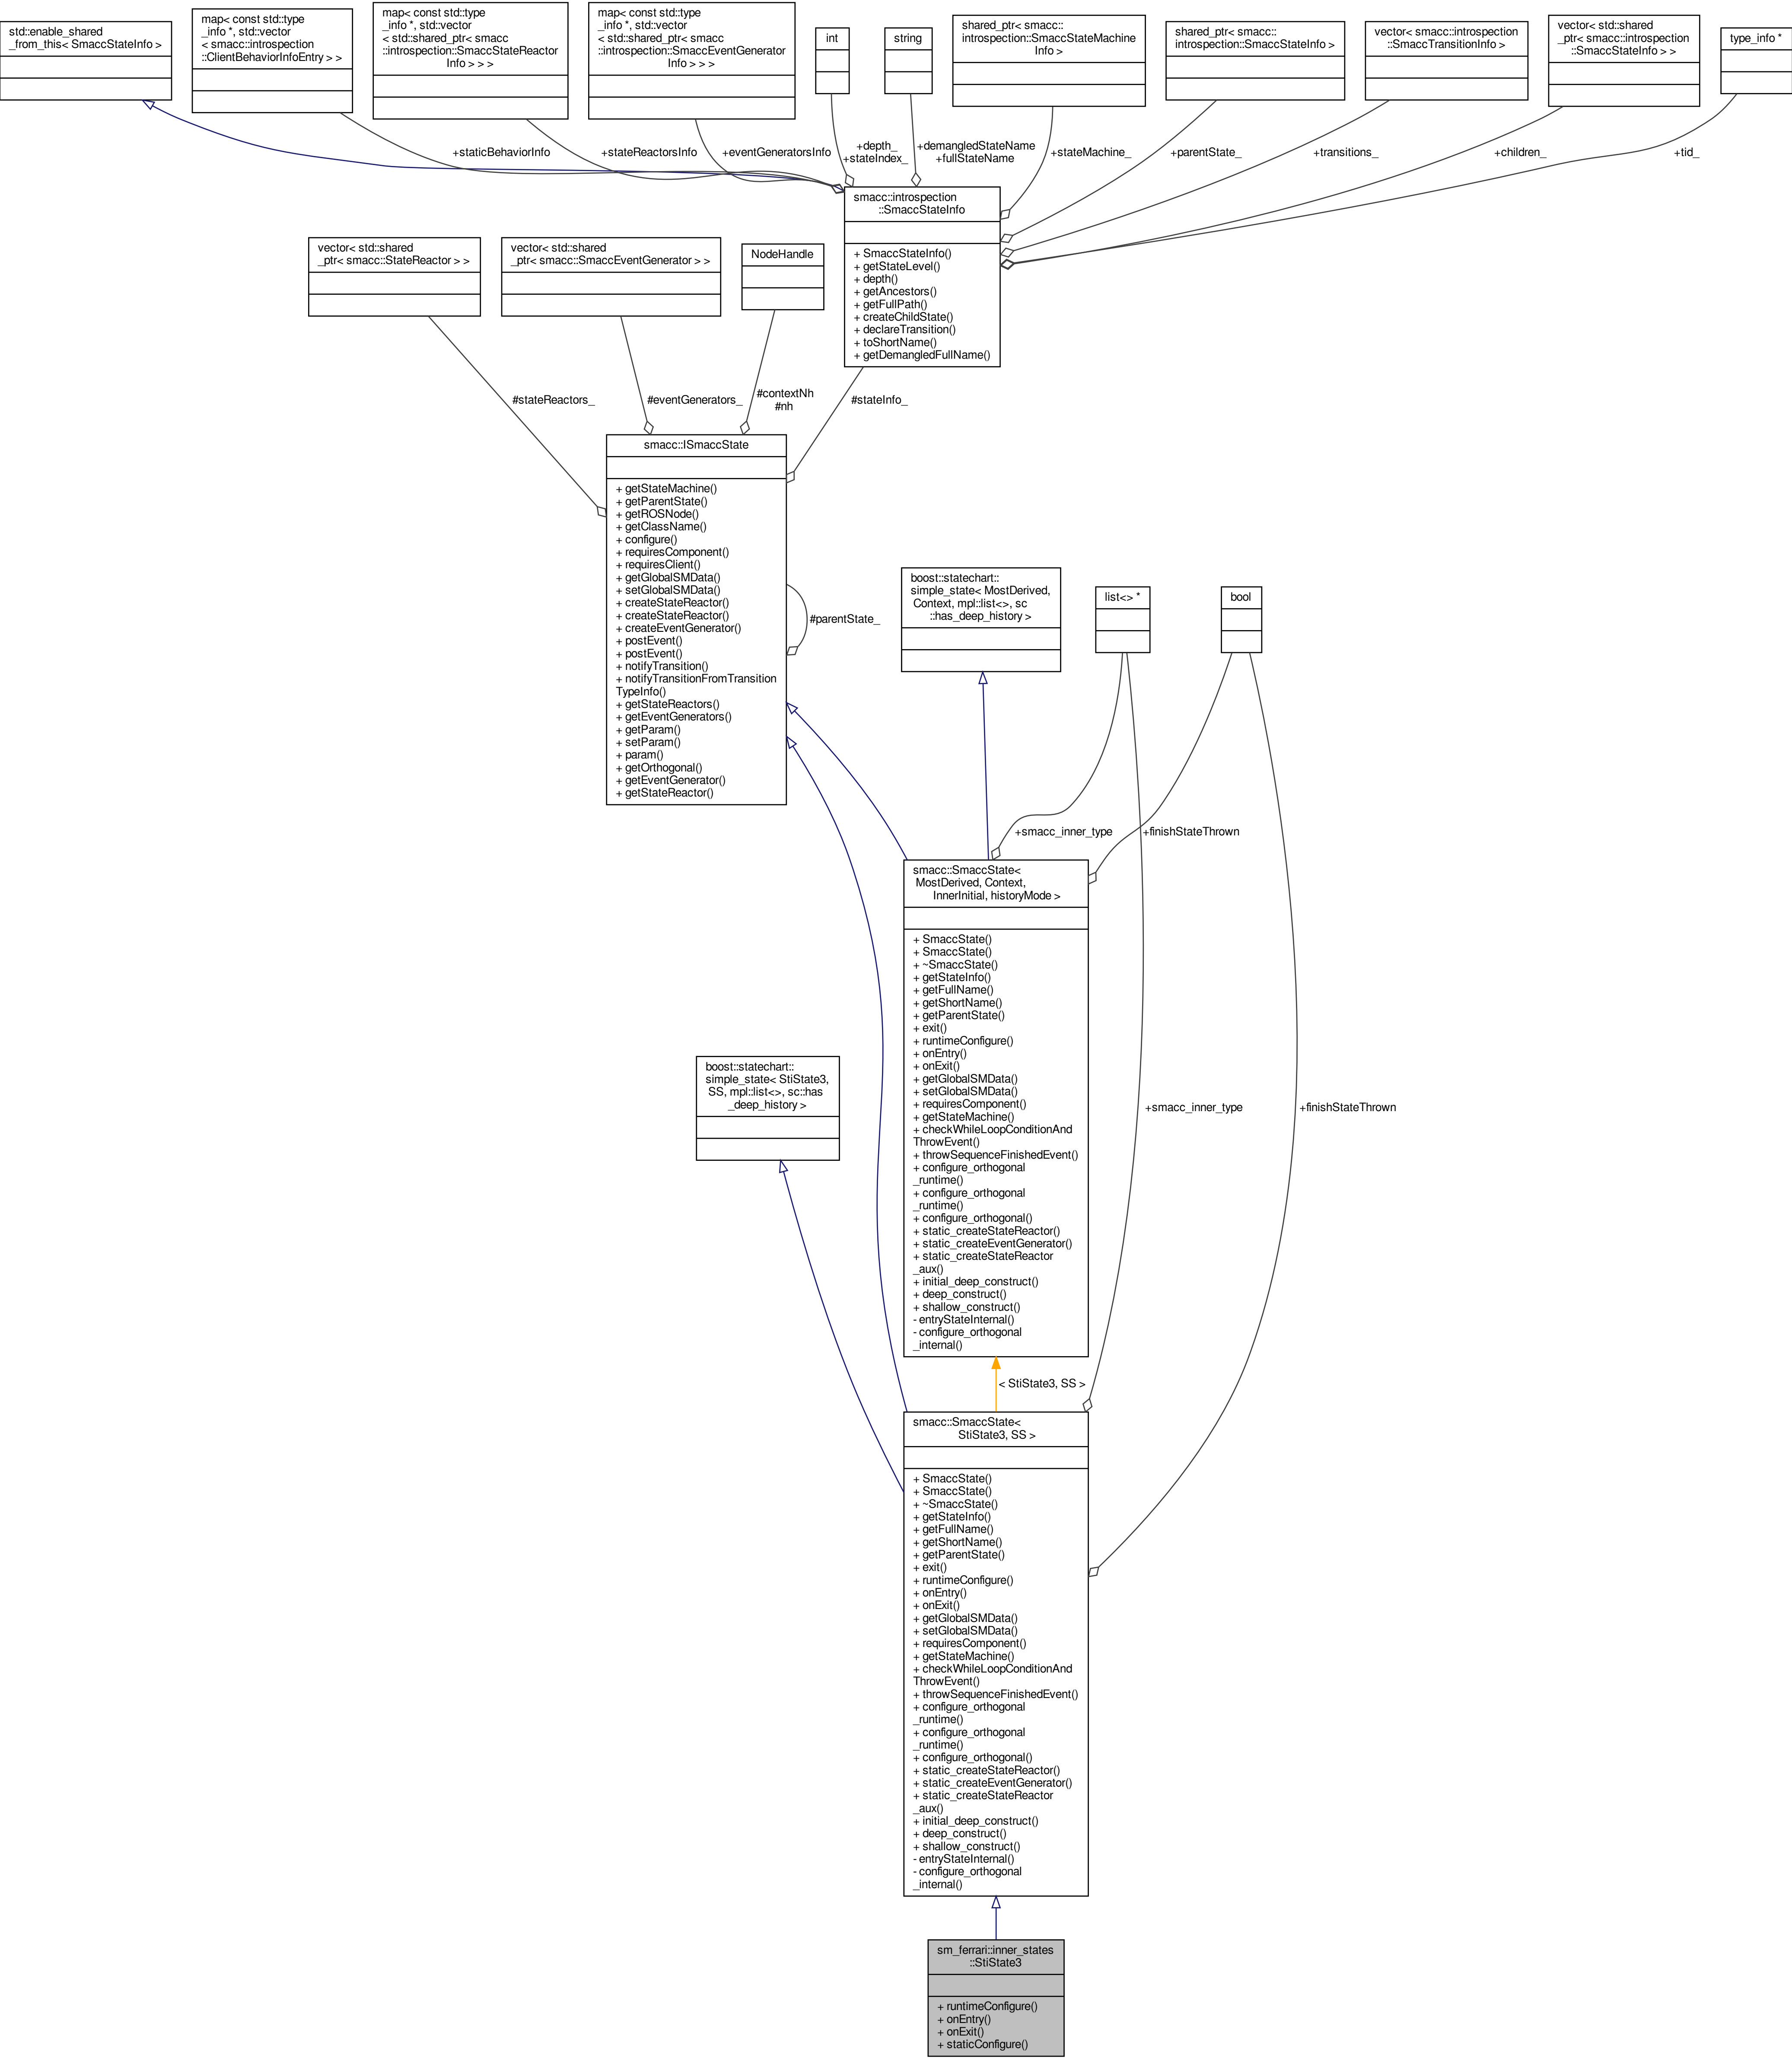 std::enable_shared
_from_this< SmaccStateInfo >
map< const std::type
_info *, std::vector
< smacc::introspection
::ClientBehaviorInfoEntry > >
map< const std::type
_info *, std::vector
< std::shared_ptr< smacc
::introspection::SmaccStateReactor
Info > > >
map< const std::type
_info *, std::vector
< std::shared_ptr< smacc
::introspection::SmaccEventGenerator
Info > > >
int
string
shared_ptr< smacc::
introspection::SmaccStateMachine
Info >
shared_ptr< smacc::
introspection::SmaccStateInfo >
vector< smacc::introspection
::SmaccTransitionInfo >
vector< std::shared
_ptr< smacc::introspection
::SmaccStateInfo > >
type_info *
+staticBehaviorInfo
+stateReactorsInfo
+eventGeneratorsInfo
+depth_
+stateIndex_
+demangledStateName
+fullStateName
+stateMachine_
+parentState_
+transitions_
+children_
+tid_
smacc::introspection
::SmaccStateInfo
+ SmaccStateInfo()
+ getStateLevel()
+ depth()
+ getAncestors()
+ getFullPath()
+ createChildState()
+ declareTransition()
+ toShortName()
+ getDemangledFullName()
vector< std::shared
_ptr< smacc::StateReactor > >
vector< std::shared
_ptr< smacc::SmaccEventGenerator > >
NodeHandle
#stateReactors_
#eventGenerators_
#contextNh
#nh
#stateInfo_
smacc::ISmaccState
+ getStateMachine()
+ getParentState()
+ getROSNode()
+ getClassName()
+ configure()
+ requiresComponent()
+ requiresClient()
+ getGlobalSMData()
+ setGlobalSMData()
+ createStateReactor()
+ createStateReactor()
+ createEventGenerator()
+ postEvent()
+ postEvent()
+ notifyTransition()
+ notifyTransitionFromTransition
TypeInfo()
+ getStateReactors()
+ getEventGenerators()
+ getParam()
+ setParam()
+ param()
+ getOrthogonal()
+ getEventGenerator()
+ getStateReactor()
#parentState_
boost::statechart::
simple_state< MostDerived,
Context, mpl::list<>, sc
::has_deep_history >
list<> *
bool
+smacc_inner_type
+finishStateThrown
smacc::SmaccState<
MostDerived, Context,
InnerInitial, historyMode >
+ SmaccState()
+ SmaccState()
+ ~SmaccState()
+ getStateInfo()
+ getFullName()
+ getShortName()
+ getParentState()
+ exit()
+ runtimeConfigure()
+ onEntry()
+ onExit()
+ getGlobalSMData()
+ setGlobalSMData()
+ requiresComponent()
+ getStateMachine()
+ checkWhileLoopConditionAnd
ThrowEvent()
+ throwSequenceFinishedEvent()
+ configure_orthogonal
_runtime()
+ configure_orthogonal
_runtime()
+ configure_orthogonal()
+ static_createStateReactor()
+ static_createEventGenerator()
+ static_createStateReactor
_aux()
+ initial_deep_construct()
+ deep_construct()
+ shallow_construct()
- entryStateInternal()
- configure_orthogonal
_internal()
boost::statechart::
simple_state< StiState3,
SS, mpl::list<>, sc::has
_deep_history >
+smacc_inner_type
+finishStateThrown
< StiState3, SS >
smacc::SmaccState<
StiState3, SS >
+ SmaccState()
+ SmaccState()
+ ~SmaccState()
+ getStateInfo()
+ getFullName()
+ getShortName()
+ getParentState()
+ exit()
+ runtimeConfigure()
+ onEntry()
+ onExit()
+ getGlobalSMData()
+ setGlobalSMData()
+ requiresComponent()
+ getStateMachine()
+ checkWhileLoopConditionAnd
ThrowEvent()
+ throwSequenceFinishedEvent()
+ configure_orthogonal
_runtime()
+ configure_orthogonal
_runtime()
+ configure_orthogonal()
+ static_createStateReactor()
+ static_createEventGenerator()
+ static_createStateReactor
_aux()
+ initial_deep_construct()
+ deep_construct()
+ shallow_construct()
- entryStateInternal()
- configure_orthogonal
_internal()
sm_ferrari::inner_states
::StiState3
+ runtimeConfigure()
+ onEntry()
+ onExit()
+ staticConfigure()